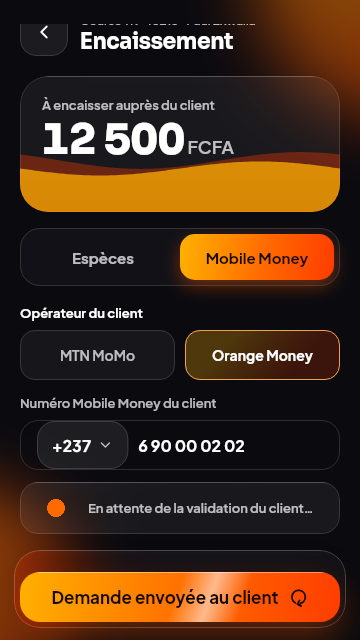 Encaissement
À encaisser auprès du client
12 500 FCFA
Espèces
Mobile Money
Opérateur du client
MTN MoMo
Orange Money
Numéro Mobile Money du client
+237
6 90 00 02 02
En attente de la validation du client…
Demande envoyée au client